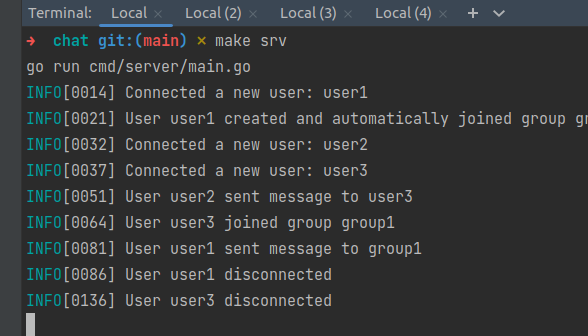 Terminal: Local × Local (2) × Local (3) × Local (4) × +
→ chat git:(main) × make srv
go run cmd/server/main.go
INFO[0014] Connected a new user: user1
INFO[0021] User user1 created and automatically joined group
INFO[0032] Connected a new user: user2
INFO[0037] Connected a new user: user3
INFO[0051] User user2 sent message to user3
INFO[0064] User user3 joined group group1
INFO[0081] User user1 sent message to group1
INFO[0086] User user1 disconnected
INFO[0136] User user3 disconnected